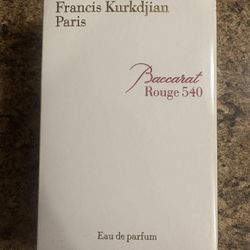 Francis Kurkdjian
Paris
Baccarat
Rouge 540
Eau de parfum